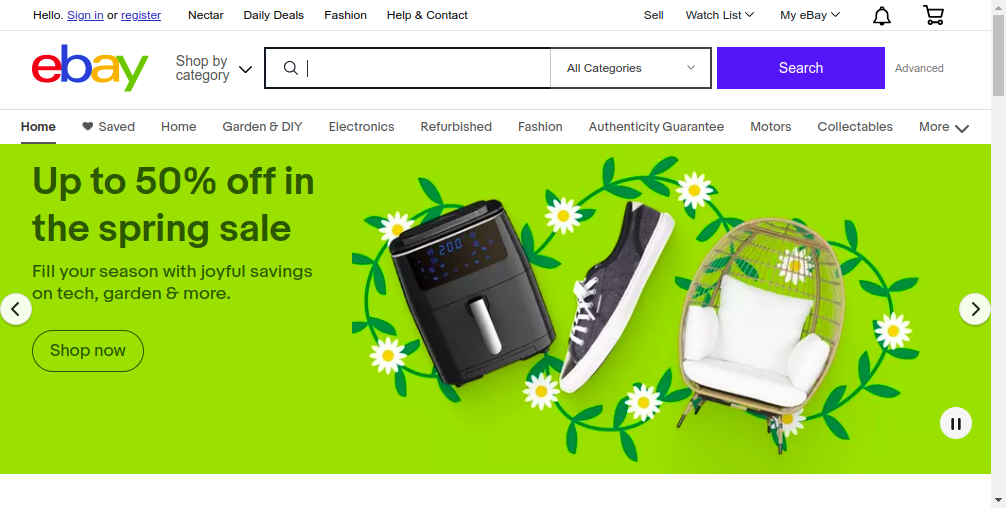 Hello. Sign in or register Nectar Daily Deals Fashion Help & Contact Sell Watch List My eBay
ebay
Shop by
category
All Categories
Search
Advanced
Home Saved Home Garden & DIY Electronics Refurbished Fashion Authenticity Guarantee Motors Collectables More
Up to 50% off in
the spring sale
Fill your season with joyful savings
on tech, garden & more.
Shop now
200